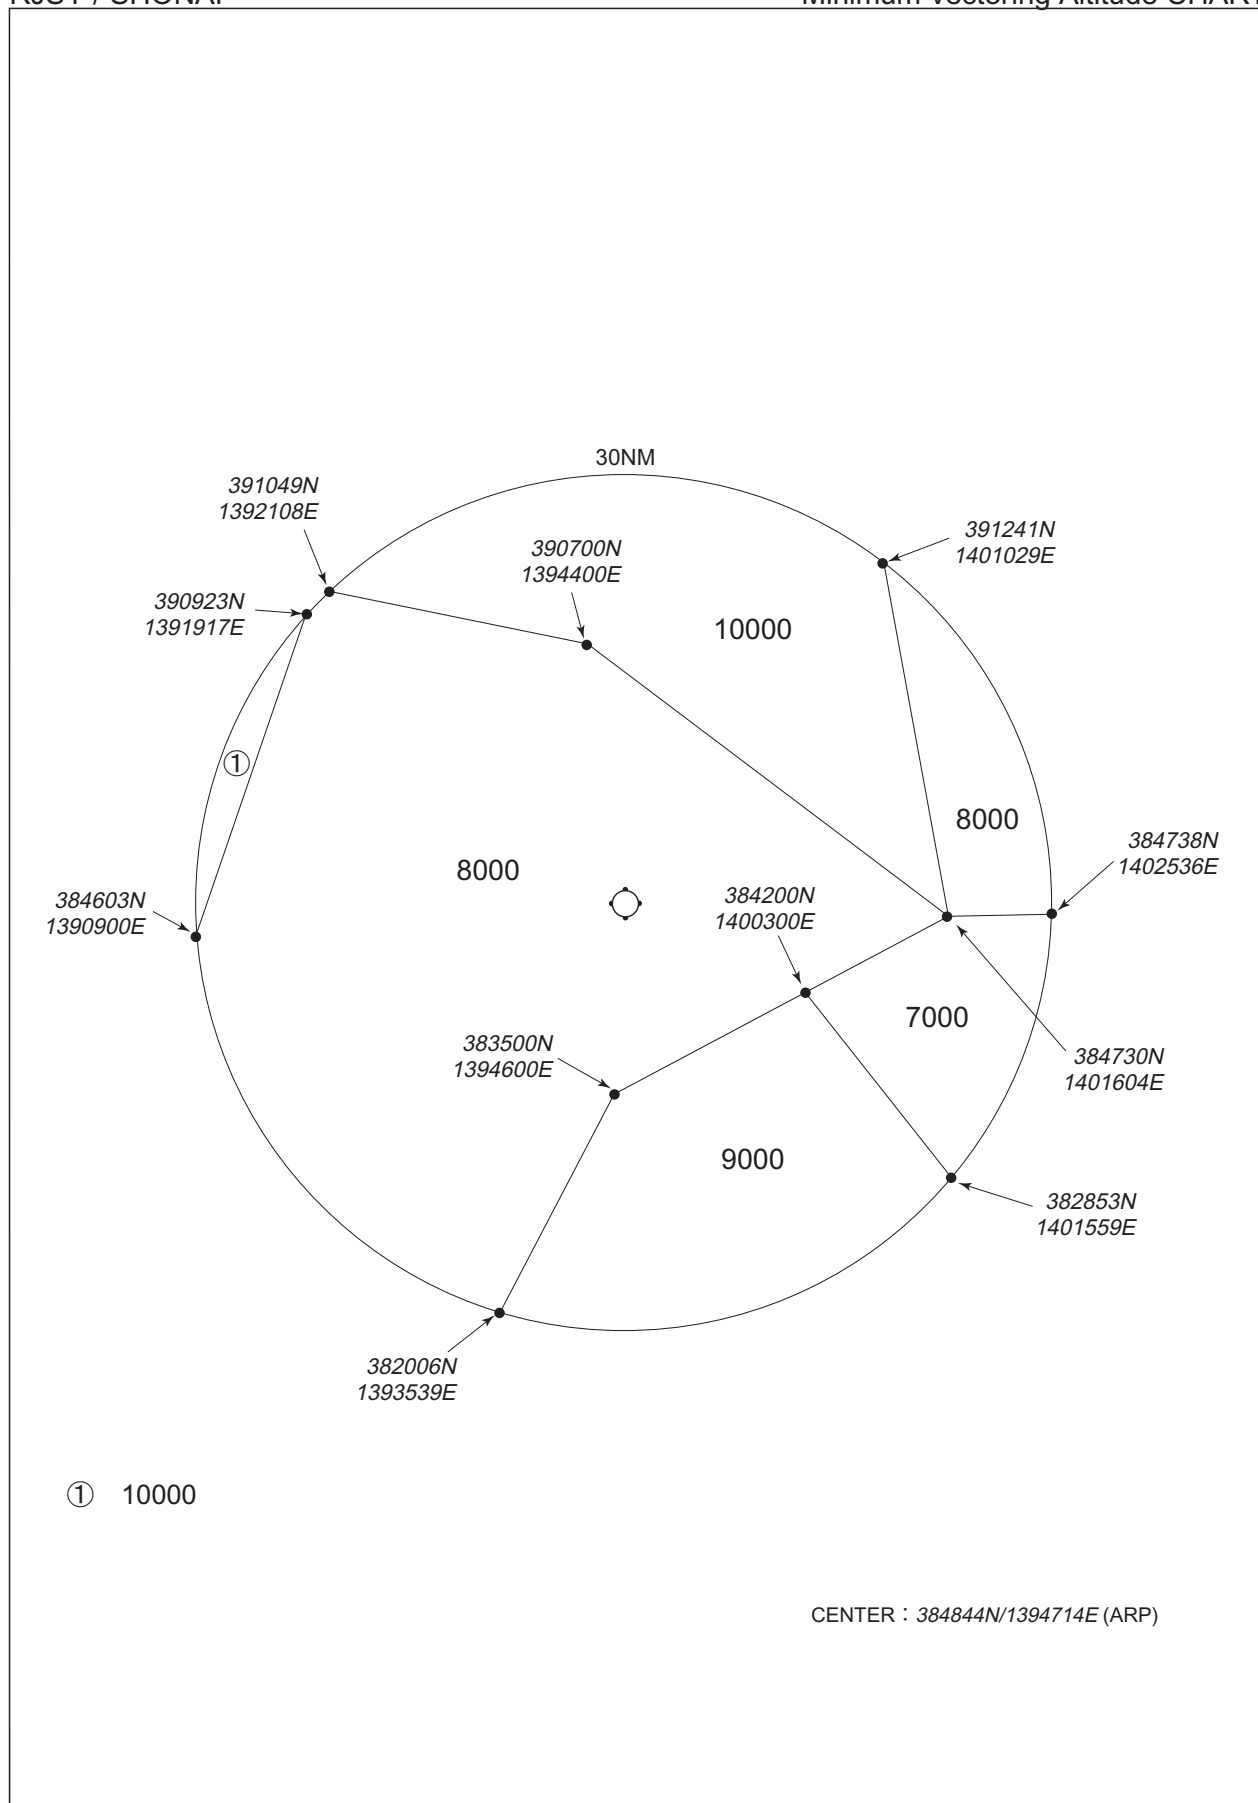 RJSY / SHONAI
Minimum Vectoring Altitude CHART
30NM
391049N
1392108E
390700N
1394400E
391241N
1401029E
390923N
1391917E
10000
①
8000
8000
384738N
1402536E
384603N
1390900E
384200N
1400300E
7000
383500N
1394600E
384730N
1401604E
9000
382853N
1401559E
382006N
1393539E
① 10000
CENTER : 384844N/1394714E (ARP)